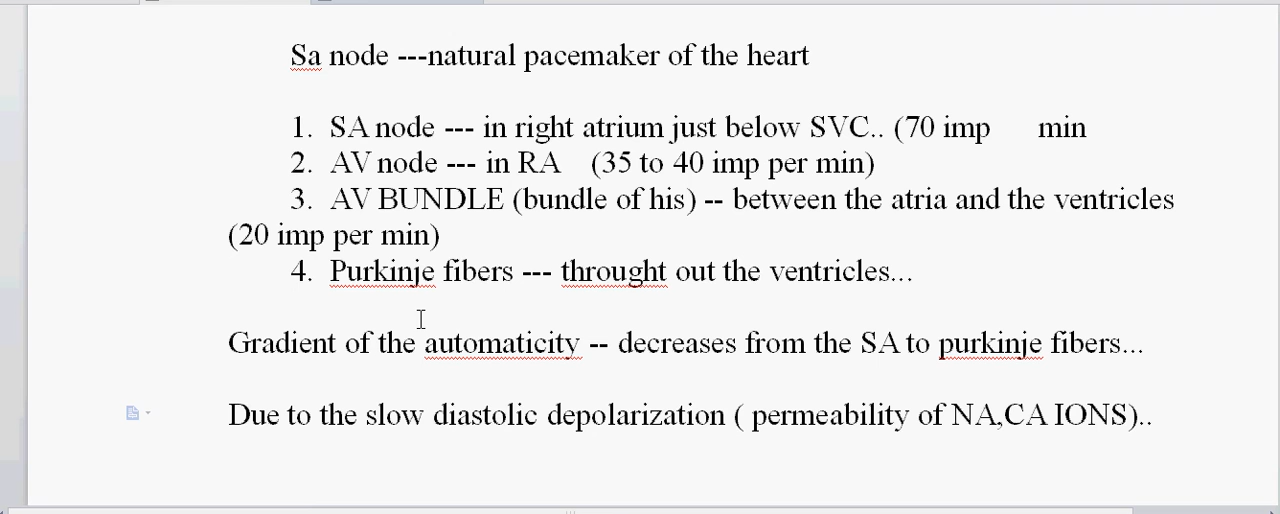 Sa node ---natural pacemaker of the heart
1. SA node --- in right atrium just below SVC.. (70 imp min
2. AV node --- in RA (35 to 40 imp per min)
3. AV BUNDLE (bundle of his) -- between the atria and the ventricles
(20 imp per min)
4. Purkinje fibers --- throught out the ventricles...
Gradient of the automaticity -- decreases from the SA to purkinje fibers...
Due to the slow diastolic depolarization ( permeability of NA,CA IONS)..